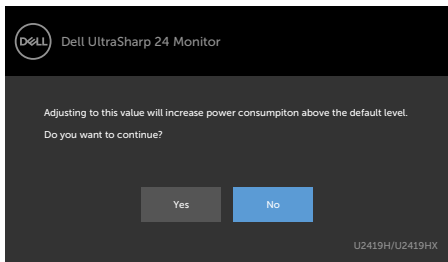 DELL
Dell UltraSharp 24 Monitor
Adjusting to this value will increase power consumpiton above the default level.
Do you want to continue?
Yes
No
U2419H/U2419HX